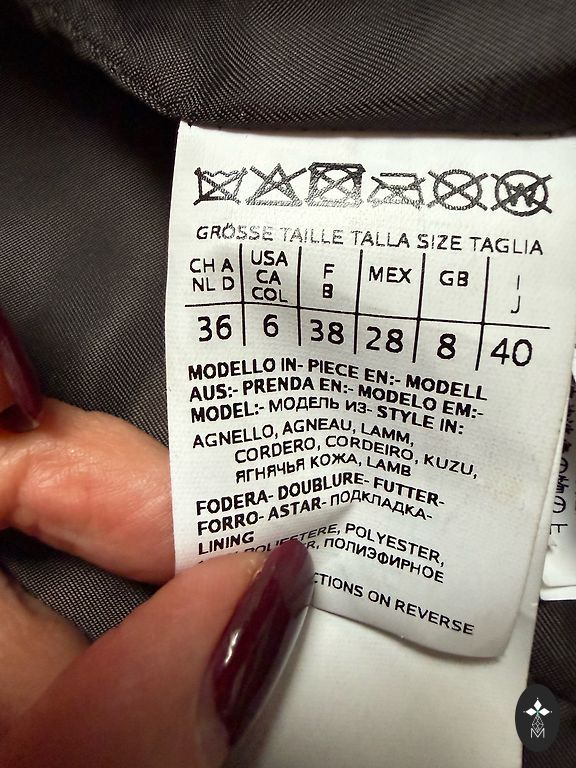 GRÖSSE TAILLE TALLA SIZE TAGLIA
CH A NL D USA CA COL F B MEX GB I J
36 6 38 28 8 40
MODELLO IN- PIECE EN:- MODELL
AUS:- PRENDA EN:- MODELO EM:-
MODEL:- МОДЕЛЬ ИЗ- STYLE IN:
AGNELLO, AGNEAU, LAMM,
CORDERO, CORDEIRO, KUZU,
ЯГНЯЧЬЯ КОЖА, LAMB
FODERA- DOUBLURE- FUTTER-
FORRO- ASTAR- ПОДКЛАДКА-
LINING
POLYESTER,
ПОЛИЭФИРНОЕ
ON REVERSE
M